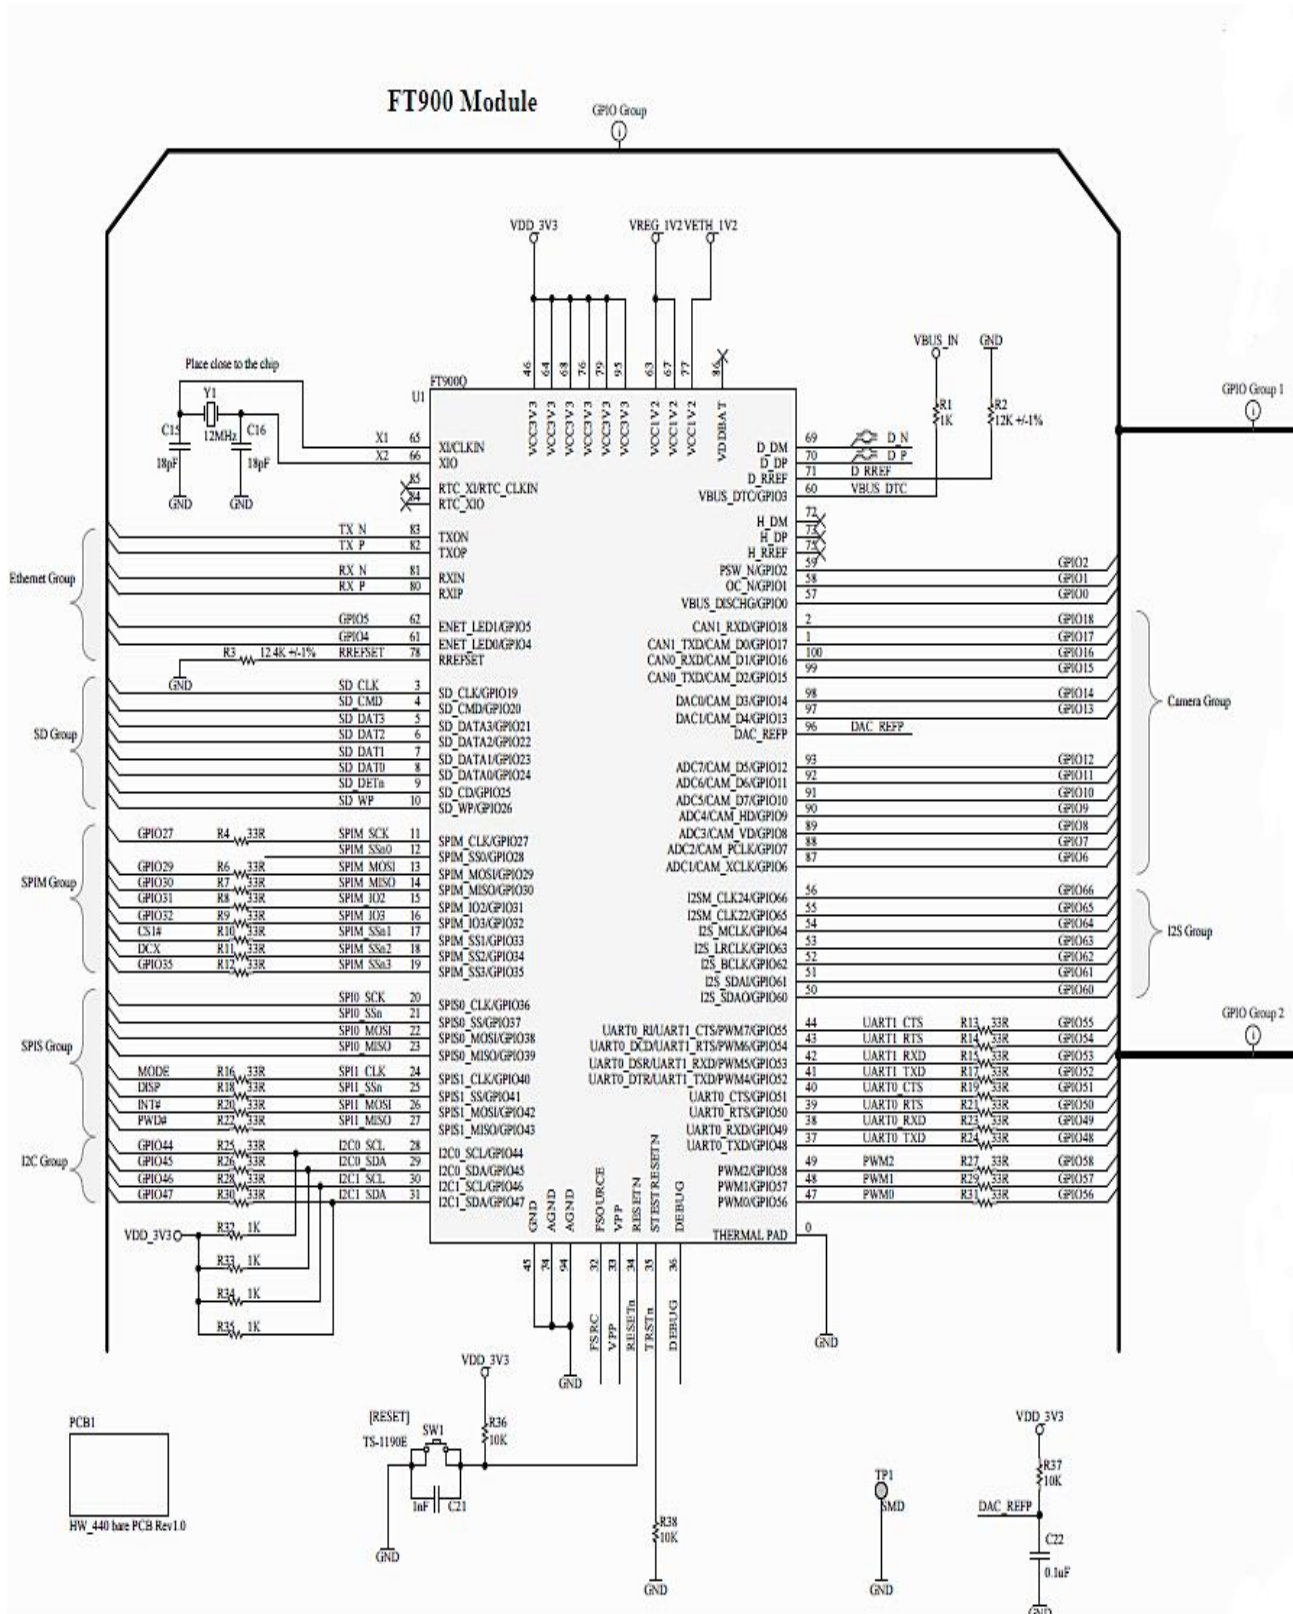 FT900 Module
GPIO Group
i
VDD_3V3
VREG_1V2 VETH_1V2
VBUS_IN
GND
R1
1K
R2
12K +/-1%
GPIO Group 1
i
Place close to the chip
Y1
12MHz
C15
18pF
C16
18pF
GND
GND
U1
FT900Q
46 64 68 76 79 95 63 67 77 86
VCC3V3 VCC3V3 VCC3V3 VCC3V3 VCC3V3 VCC3V3 VCC1V2 VCC1V2 VCC1V2 VDDBAT
X1 65 XI/CLKIN
X2 66 XIO
85 RTC_XI/RTC_CLKIN
84 RTC_XIO
Ethernet Group
TX_N 83 TXON
TX_P 82 TXOP
RX_N 81 RXIN
RX_P 80 RXIP
GPIO5 62 ENET_LED1/GPIO5
GPIO4 61 ENET_LED0/GPIO4
R3 12.4K +/-1% RREFSET 78 RREFSET
GND
SD Group
SD_CLK 3 SD_CLK/GPIO19
SD_CMD 4 SD_CMD/GPIO20
SD_DAT3 5 SD_DATA3/GPIO21
SD_DAT2 6 SD_DATA2/GPIO22
SD_DAT1 7 SD_DATA1/GPIO23
SD_DAT0 8 SD_DATA0/GPIO24
SD_DETn 9 SD_CD/GPIO25
SD_WP 10 SD_WP/GPIO26
SPIM Group
GPIO27 R4 33R SPIM_SCK 11 SPIM_CLK/GPIO27
SPIM_SSn0 12 SPIM_SS0/GPIO28
GPIO29 R6 33R SPIM_MOSI 13 SPIM_MOSI/GPIO29
GPIO30 R7 33R SPIM_MISO 14 SPIM_MISO/GPIO30
GPIO31 R8 33R SPIM_IO2 15 SPIM_IO2/GPIO31
GPIO32 R9 33R SPIM_IO3 16 SPIM_IO3/GPIO32
CS1# R10 33R SPIM_SSn1 17 SPIM_SS1/GPIO33
DCX R11 33R SPIM_SSn2 18 SPIM_SS2/GPIO34
GPIO35 R12 33R SPIM_SSn3 19 SPIM_SS3/GPIO35
SPIS Group
SPI0_SCK 20 SPIS0_CLK/GPIO36
SPI0_SSn 21 SPIS0_SS/GPIO37
SPI0_MOSI 22 SPIS0_MOSI/GPIO38
SPI0_MISO 23 SPIS0_MISO/GPIO39
MODE R16 33R SPI1_CLK 24 SPIS1_CLK/GPIO40
DISP R18 33R SPI1_SSn 25 SPIS1_SS/GPIO41
INT# R20 33R SPI1_MOSI 26 SPIS1_MOSI/GPIO42
PWD# R22 33R SPI1_MISO 27 SPIS1_MISO/GPIO43
I2C Group
GPIO44 R25 33R I2C0_SCL 28 I2C0_SCL/GPIO44
GPIO45 R26 33R I2C0_SDA 29 I2C0_SDA/GPIO45
GPIO46 R28 33R I2C1_SCL 30 I2C1_SCL/GPIO46
GPIO47 R30 33R I2C1_SDA 31 I2C1_SDA/GPIO47
VDD_3V3
R32 1K
R33 1K
R34 1K
R35 1K
D_DM 69 D_N
D_DP 70 D_P
D_RREF 71 D_RREF
VBUS_DTC/GPIO3 60 VBUS_DTC
H_DM 72
H_DP 73
H_RREF 75
PSW_N/GPIO2 59 GPIO2
OC_N/GPIO1 58 GPIO1
VBUS_DISCHG/GPIO0 57 GPIO0
CAN1_RXD/GPIO18 2 GPIO18
CAN1_TXD/CAM_D0/GPIO17 1 GPIO17
CAN0_RXD/CAM_D1/GPIO16 100 GPIO16
CAN0_TXD/CAM_D2/GPIO15 99 GPIO15
DAC0/CAM_D3/GPIO14 98 GPIO14
DAC1/CAM_D4/GPIO13 97 GPIO13
DAC_REFP 96 DAC_REFP
ADC7/CAM_D5/GPIO12 93 GPIO12
ADC6/CAM_D6/GPIO11 92 GPIO11
ADC5/CAM_D7/GPIO10 91 GPIO10
ADC4/CAM_HD/GPIO9 90 GPIO9
ADC3/CAM_VD/GPIO8 89 GPIO8
ADC2/CAM_PCLK/GPIO7 88 GPIO7
ADC1/CAM_XCLK/GPIO6 87 GPIO6
Camera Group
I2SM_CLK24/GPIO66 56 GPIO66
I2SM_CLK22/GPIO65 55 GPIO65
I2S_MCLK/GPIO64 54 GPIO64
I2S_LRCLK/GPIO63 53 GPIO63
I2S_BCLK/GPIO62 52 GPIO62
I2S_SDAI/GPIO61 51 GPIO61
I2S_SDAO/GPIO60 50 GPIO60
I2S Group
GPIO Group 2
i
UART0_RI/UART1_CTS/PWM7/GPIO55 44 UART1_CTS R13 33R GPIO55
UART0_DCD/UART1_RTS/PWM6/GPIO54 43 UART1_RTS R14 33R GPIO54
UART0_DSR/UART1_RXD/PWM5/GPIO53 42 UART1_RXD R15 33R GPIO53
UART0_DTR/UART1_TXD/PWM4/GPIO52 41 UART1_TXD R17 33R GPIO52
UART0_CTS/GPIO51 40 UART0_CTS R19 33R GPIO51
UART0_RTS/GPIO50 39 UART0_RTS R21 33R GPIO50
UART0_RXD/GPIO49 38 UART0_RXD R23 33R GPIO49
UART0_TXD/GPIO48 37 UART0_TXD R24 33R GPIO48
PWM2/GPIO58 49 PWM2 R27 33R GPIO58
PWM1/GPIO57 48 PWM1 R29 33R GPIO57
PWM0/GPIO56 47 PWM0 R31 33R GPIO56
THERMAL PAD 0
GND
GND AGND AGND FSOURCE VPP RESETN STESTRESETN DEBUG
45 74 94 32 33 34 35 36
FSRC VPP RESETn TRSTn DEBUG
GND
VDD_3V3
R36
10K
[RESET]
TS-1190E
SW1
1nF C21
GND
R38
10K
GND
PCB1
HW_440 bare PCB Rev1.0
TP1
SMD
GND
VDD_3V3
R37
10K
DAC_REFP
C22
0.1uF
GND